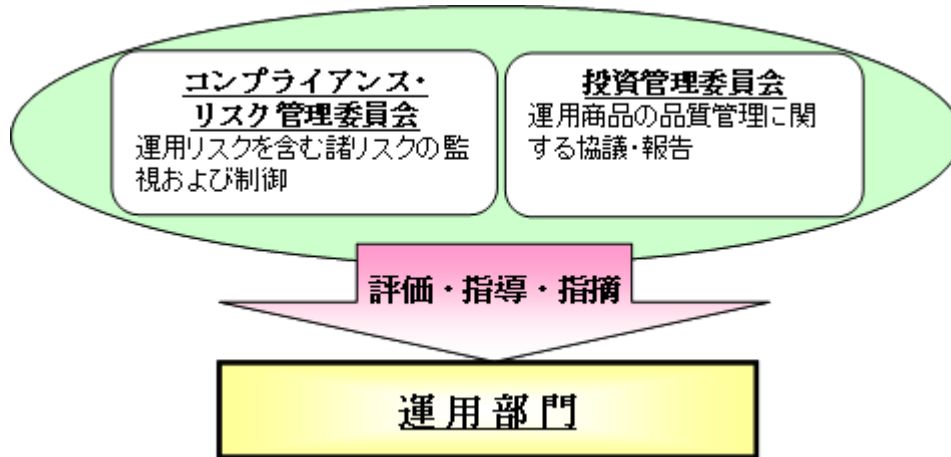 コンプライアンス・
リスク管理委員会
運用リスクを含む諸リスクの監
視および制御
投資管理委員会
運用商品の品質管理に関
する協議・報告
評価・指導・指摘
運用部門